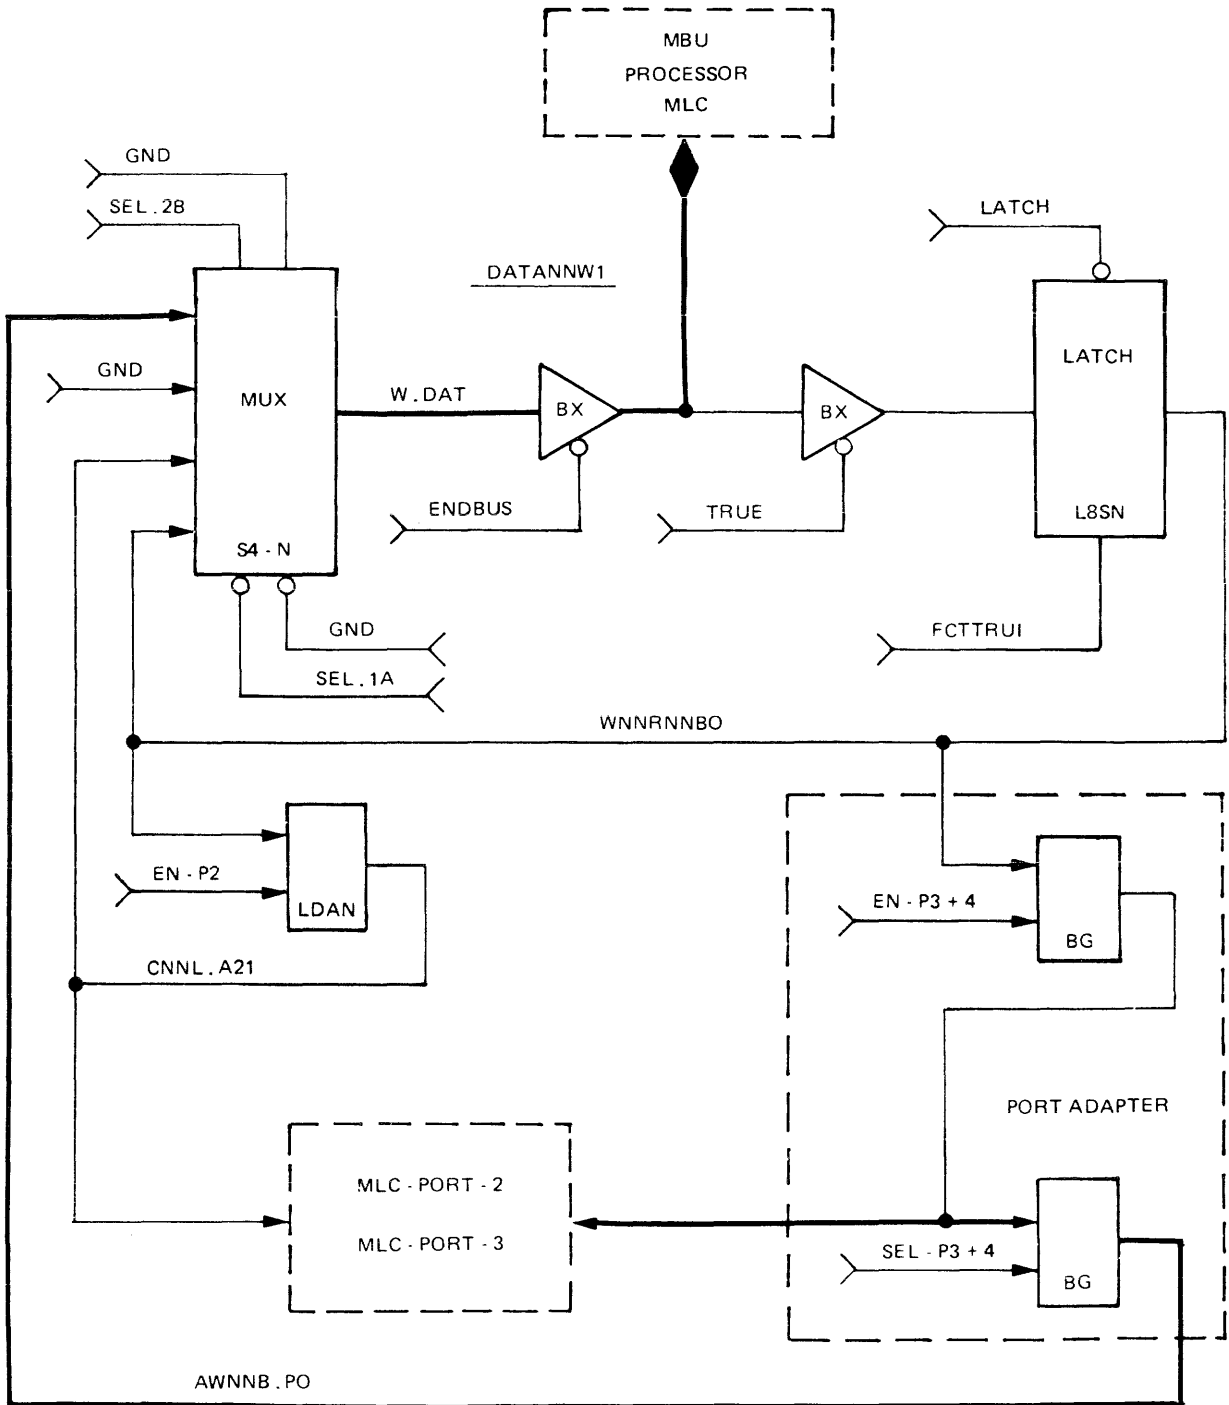 MBU
PROCESSOR
MLC
GND
SEL.2B
LATCH
DATANNW1
GND
MUX
W.DAT
BX
BX
LATCH
ENDBUS
TRUE
L8SN
S4-N
GND
FCTTRUI
SEL.1A
WNNRNNBO
EN-P2
LDAN
EN-P3+4
BG
CNNL.A21
PORT ADAPTER
MLC-PORT-2
MLC-PORT-3
SEL-P3+4
BG
AWNNB.PO